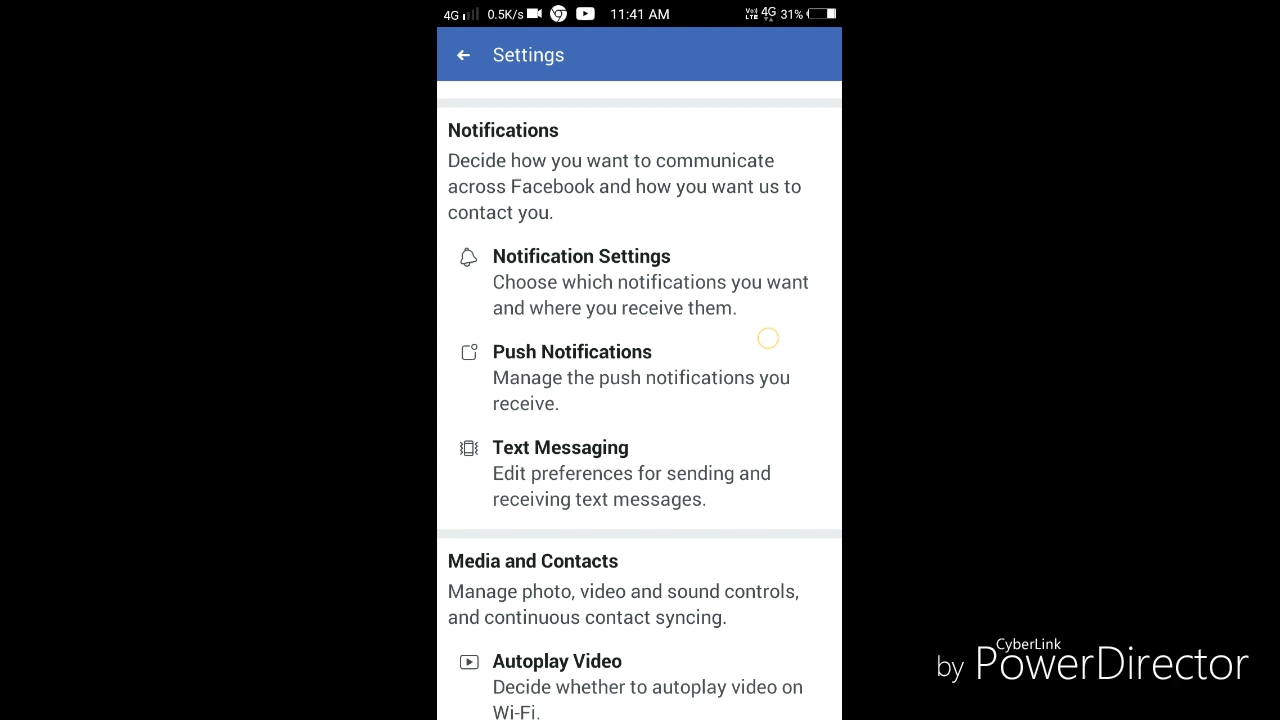 4G 0.5K/s 11:41 AM VoLTE 4G 31%
Settings
Notifications
Decide how you want to communicate
across Facebook and how you want us to
contact you.
Notification Settings
Choose which notifications you want
and where you receive them.
Push Notifications
Manage the push notifications you
receive.
Text Messaging
Edit preferences for sending and
receiving text messages.
Media and Contacts
Manage photo, video and sound controls,
and continuous contact syncing.
Autoplay Video
Decide whether to autoplay video on
Wi-Fi.
CyberLink
by PowerDirector